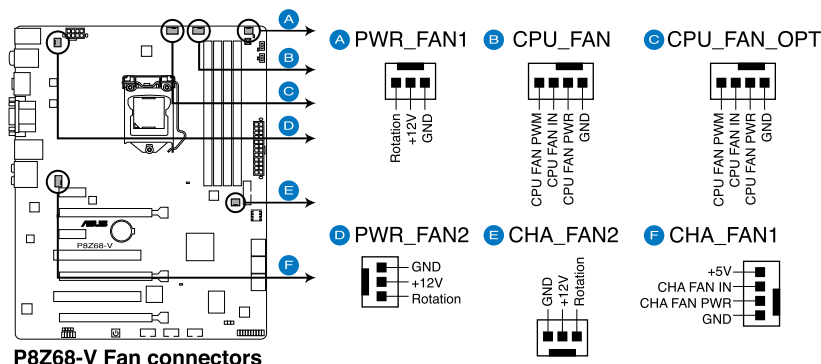 A
B
C
D
E
F
ASUS
P8Z68-V
P8Z68-V Fan connectors
A PWR_FAN1
Rotation
+12V
GND
B CPU_FAN
CPU FAN PWM
CPU FAN IN
CPU FAN PWR
GND
C CPU_FAN_OPT
CPU FAN PWM
CPU FAN IN
CPU FAN PWR
GND
D PWR_FAN2
GND
+12V
Rotation
E CHA_FAN2
GND
+12V
Rotation
F CHA_FAN1
+5V
CHA FAN IN
CHA FAN PWR
GND